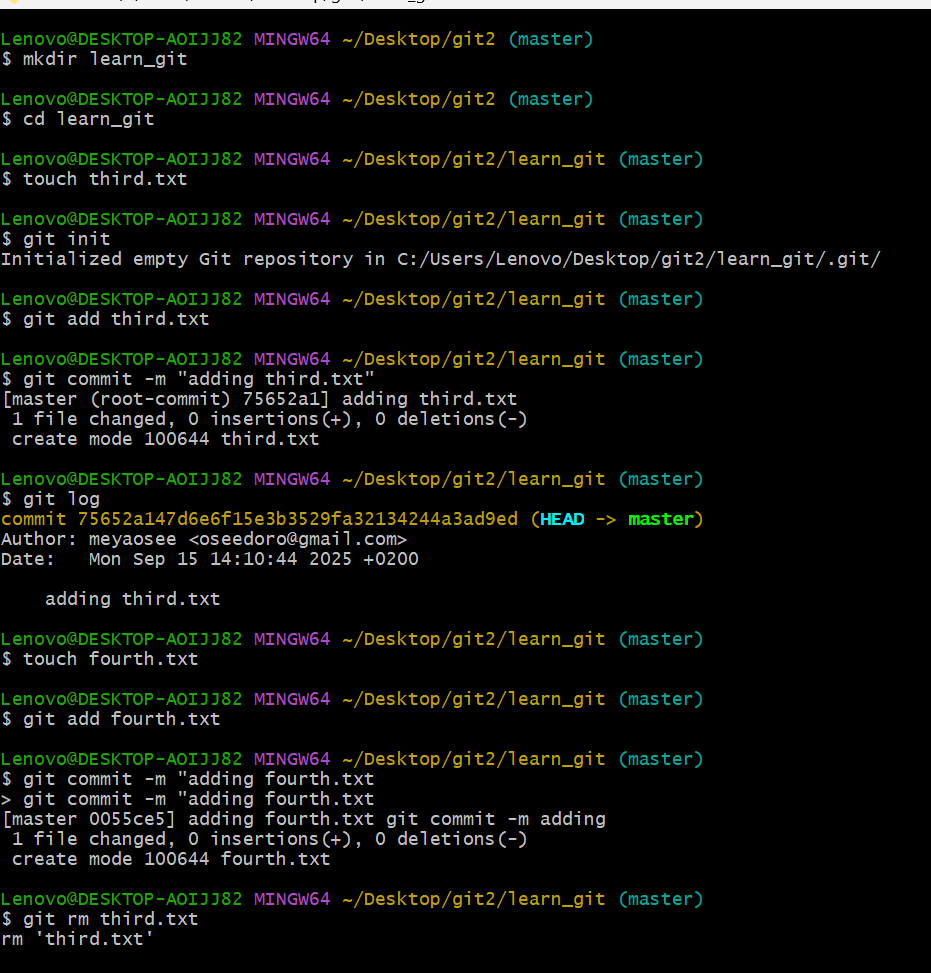 Lenovo@DESKTOP-AOIJJ82 MINGW64 ~/Desktop/git2 (master)
$ mkdir learn_git
Lenovo@DESKTOP-AOIJJ82 MINGW64 ~/Desktop/git2 (master)
$ cd learn_git
Lenovo@DESKTOP-AOIJJ82 MINGW64 ~/Desktop/git2/learn_git (master)
$ touch third.txt
Lenovo@DESKTOP-AOIJJ82 MINGW64 ~/Desktop/git2/learn_git (master)
$ git init
Initialized empty Git repository in C:/Users/Lenovo/Desktop/git2/learn_git/.git/
Lenovo@DESKTOP-AOIJJ82 MINGW64 ~/Desktop/git2/learn_git (master)
$ git add third.txt
Lenovo@DESKTOP-AOIJJ82 MINGW64 ~/Desktop/git2/learn_git (master)
$ git commit -m "adding third.txt"
[master (root-commit) 75652a1] adding third.txt
 1 file changed, 0 insertions(+), 0 deletions(-)
 create mode 100644 third.txt
Lenovo@DESKTOP-AOIJJ82 MINGW64 ~/Desktop/git2/learn_git (master)
$ git log
commit 75652a147d6e6f15e3b3529fa32134244a3ad9ed (HEAD -> master)
Author: meyaosee <oseedoro@gmail.com>
Date:   Mon Sep 15 14:10:44 2025 +0200
    adding third.txt
Lenovo@DESKTOP-AOIJJ82 MINGW64 ~/Desktop/git2/learn_git (master)
$ touch fourth.txt
Lenovo@DESKTOP-AOIJJ82 MINGW64 ~/Desktop/git2/learn_git (master)
$ git add fourth.txt
Lenovo@DESKTOP-AOIJJ82 MINGW64 ~/Desktop/git2/learn_git (master)
$ git commit -m "adding fourth.txt
> git commit -m "adding fourth.txt
[master 0055ce5] adding fourth.txt git commit -m adding
 1 file changed, 0 insertions(+), 0 deletions(-)
 create mode 100644 fourth.txt
Lenovo@DESKTOP-AOIJJ82 MINGW64 ~/Desktop/git2/learn_git (master)
$ git rm third.txt
rm 'third.txt'